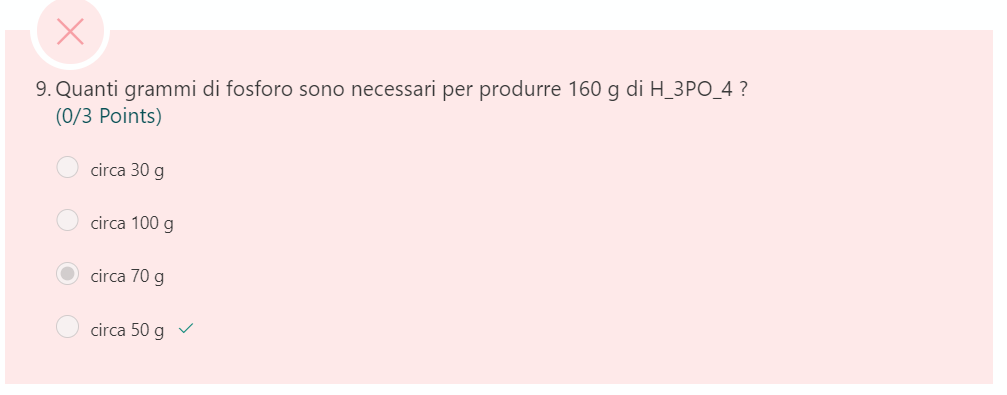 9. Quanti grammi di fosforo sono necessari per produrre 160 g di H_3PO_4 ?
(0/3 Points)
circa 30 g
circa 100 g
circa 70 g
circa 50 g